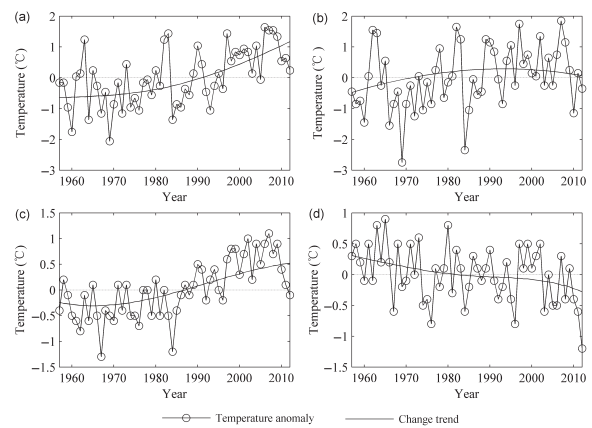 (a)
2
1
0
−1
−2
−3
Temperature (℃)
1960 1970 1980 1990 2000 2010
Year
(b)
2
1
0
−1
−2
−3
Temperature (℃)
1960 1970 1980 1990 2000 2010
Year
(c)
1.5
1
0.5
0
−0.5
−1
−1.5
Temperature (℃)
1960 1970 1980 1990 2000 2010
Year
(d)
1
0.5
0
−0.5
−1
−1.5
Temperature (℃)
1960 1970 1980 1990 2000 2010
Year
Temperature anomaly
Change trend